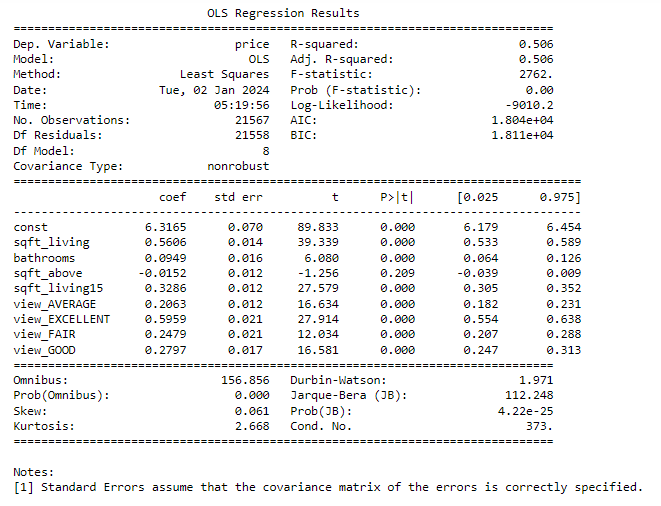 OLS Regression Results
==============================================================================
Dep. Variable: price R-squared: 0.506
Model: OLS Adj. R-squared: 0.506
Method: Least Squares F-statistic: 2762.
Date: Tue, 02 Jan 2024 Prob (F-statistic): 0.00
Time: 05:19:56 Log-Likelihood: -9010.2
No. Observations: 21567 AIC: 1.804e+04
Df Residuals: 21558 BIC: 1.811e+04
Df Model: 8
Covariance Type: nonrobust
==================================================================================
coef std err t P>|t| [0.025 0.975]
----------------------------------------------------------------------------------
const 6.3165 0.070 89.833 0.000 6.179 6.454
sqft_living 0.5606 0.014 39.339 0.000 0.533 0.589
bathrooms 0.0949 0.016 6.080 0.000 0.064 0.126
sqft_above -0.0152 0.012 -1.256 0.209 -0.039 0.009
sqft_living15 0.3286 0.012 27.579 0.000 0.305 0.352
view_AVERAGE 0.2063 0.012 16.634 0.000 0.182 0.231
view_EXCELLENT 0.5959 0.021 27.914 0.000 0.554 0.638
view_FAIR 0.2479 0.021 12.034 0.000 0.207 0.288
view_GOOD 0.2797 0.017 16.581 0.000 0.247 0.313
==============================================================================
Omnibus: 156.856 Durbin-Watson: 1.971
Prob(Omnibus): 0.000 Jarque-Bera (JB): 112.248
Skew: 0.061 Prob(JB): 4.22e-25
Kurtosis: 2.668 Cond. No. 373.
==============================================================================
Notes:
[1] Standard Errors assume that the covariance matrix of the errors is correctly specified.